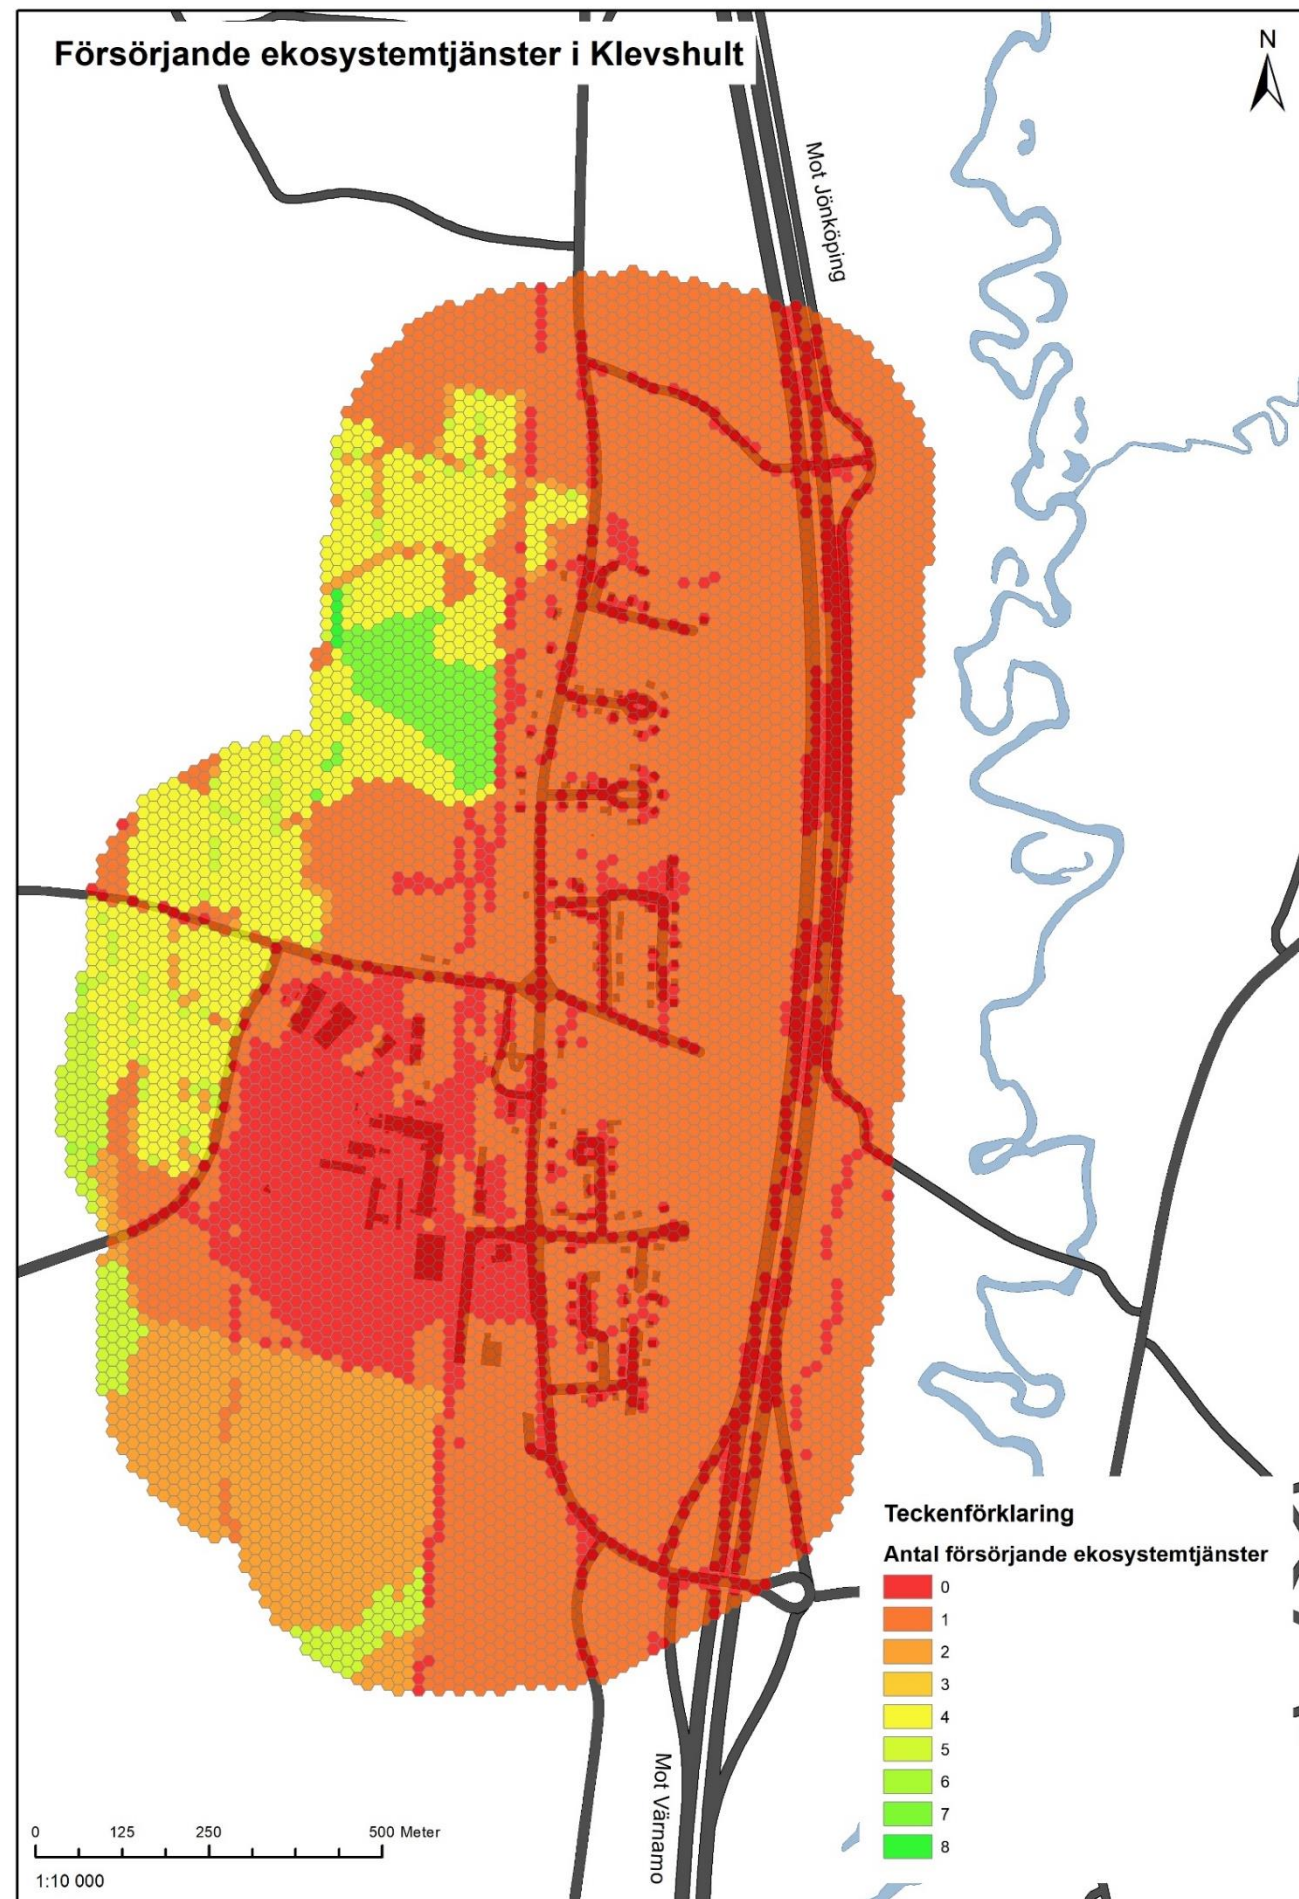 Försörjande ekosystemtjänster i Klevshult
N
Mot Jönköping
Mot Värnamo
Teckenförklaring
Antal försörjande ekosystemtjänster
0
1
2
3
4
5
6
7
8
0 125 250 500 Meter
1:10 000